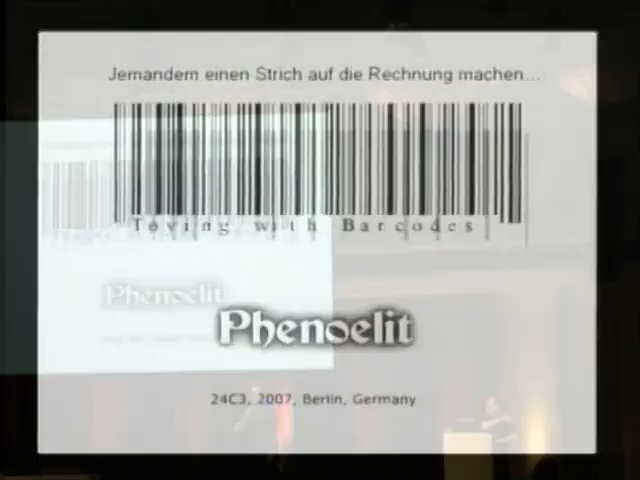 Jemandem einen Strich auf die Rechnung machen...
Toying with Barcodes
Phenoelit
Phenoelit
24C3, 2007, Berlin, Germany